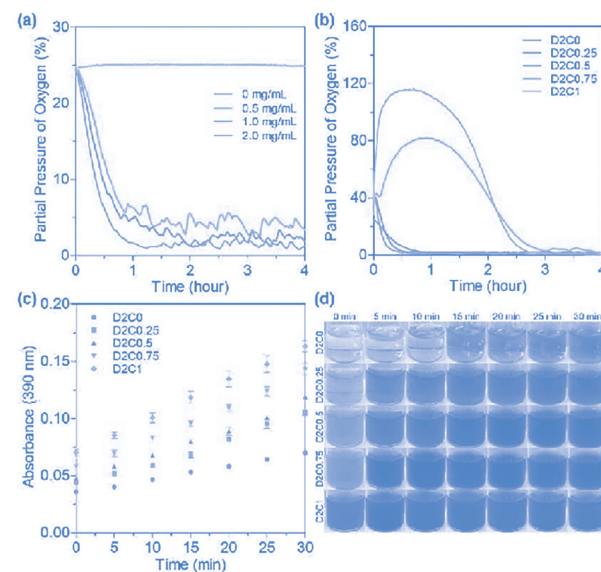 (a)
30
25
20
15
10
5
0
Partial Pressure of Oxygen (%)
0 mg/mL
0.5 mg/mL
1.0 mg/mL
2.0 mg/mL
0 1 2 3 4
Time (hour)
(b)
160
120
80
40
0
Partial Pressure of Oxygen (%)
D2C0
D2C0.25
D2C0.5
D2C0.75
D2C1
0 1 2 3 4
Time (hour)
(c)
0.20
0.15
0.10
0.05
0.00
Absorbance (390 nm)
D2C0
D2C0.25
D2C0.5
D2C0.75
D2C1
0 5 10 15 20 25 30
Time (min)
(d)
0 min 5 min 10 min 15 min 20 min 25 min 30 min
D2C0
D2C0.25
D2C0.5
D2C0.75
D2C1